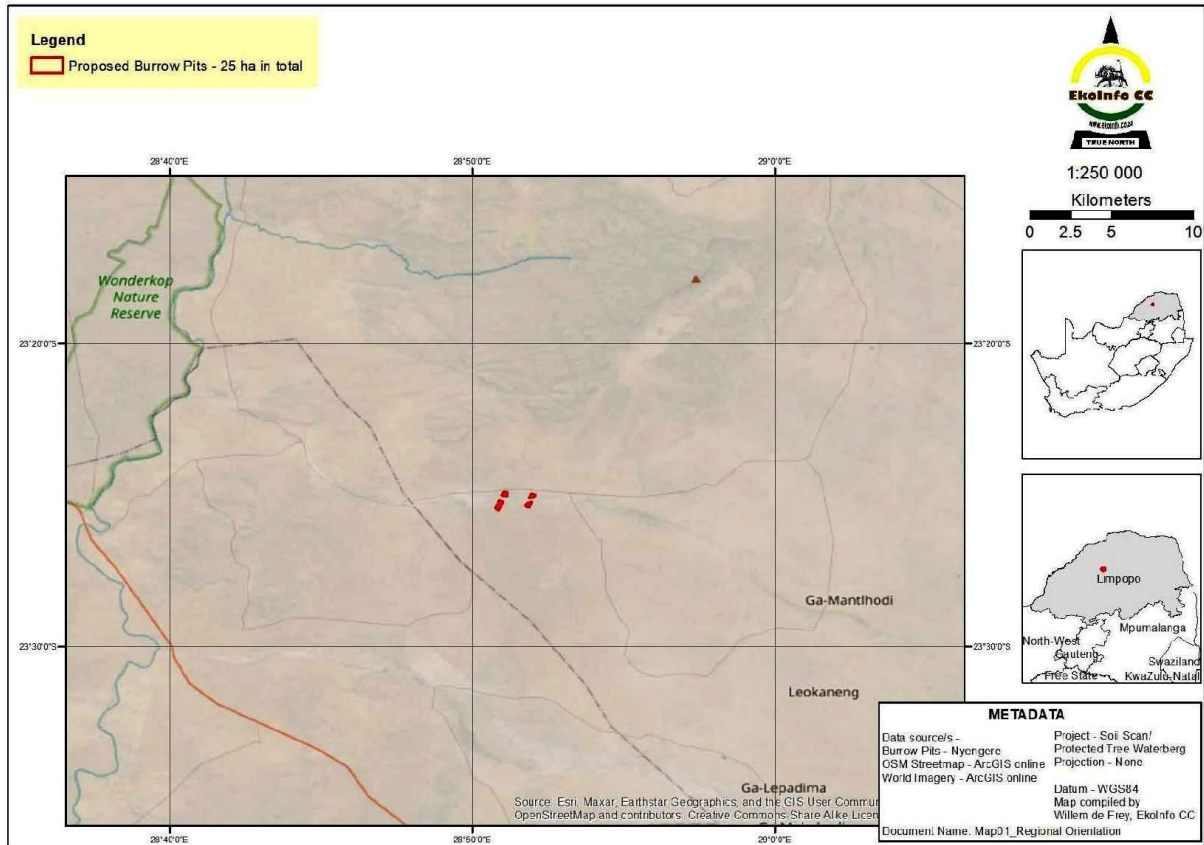 Legend
Proposed Burrow Pits - 25 ha in total
EkoInfo CC
www.ekoinfo.co.za
TRUE NORTH
1:250 000
Kilometers
0 2.5 5 10
28°40'0"E 28°50'0"E 29°0'0"E
Wonderkop
Nature
Reserve
23°20'0"S 23°20'0"S
Ga-Mantlhodi
23°30'0"S 23°30'0"S
Leokaneng
Ga-Lepadima
Source: Esri, Maxar, Earthstar Geographics, and the GIS User Commun
OpenStreetMap and contributors, Creative Commons Share Alike Licen
28°40'0"E 28°50'0"E 29°0'0"E
Limpopo
Mpumalanga
North-West
Gauteng
Swaziland
Free State KwaZulu-Natal
METADATA
Data source/s -
Burrow Pits - Nyengere
OSM Streetmap - ArcGIS online
World Imagery - ArcGIS online
Project - Soil Scan/
Protected Tree Waterberg
Projection - None
Datum - WGS84
Map compiled by
Willem de Frey, EkoInfo CC
Document Name: Map01_Regional Orientation